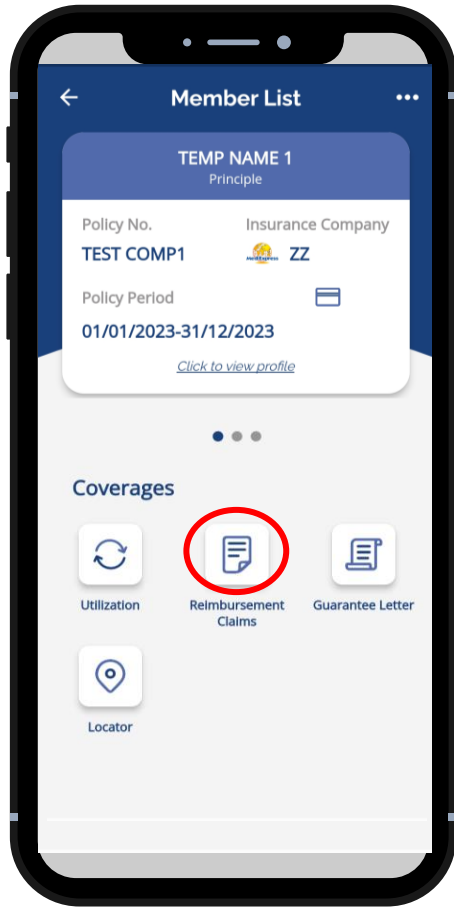 Member List
TEMP NAME 1
Principle
Policy No.
Insurance Company
TEST COMP1
MediExpress ZZ
Policy Period
01/01/2023-31/12/2023
Click to view profile
Coverages
Utilization
Reimbursement
Claims
Guarantee Letter
Locator